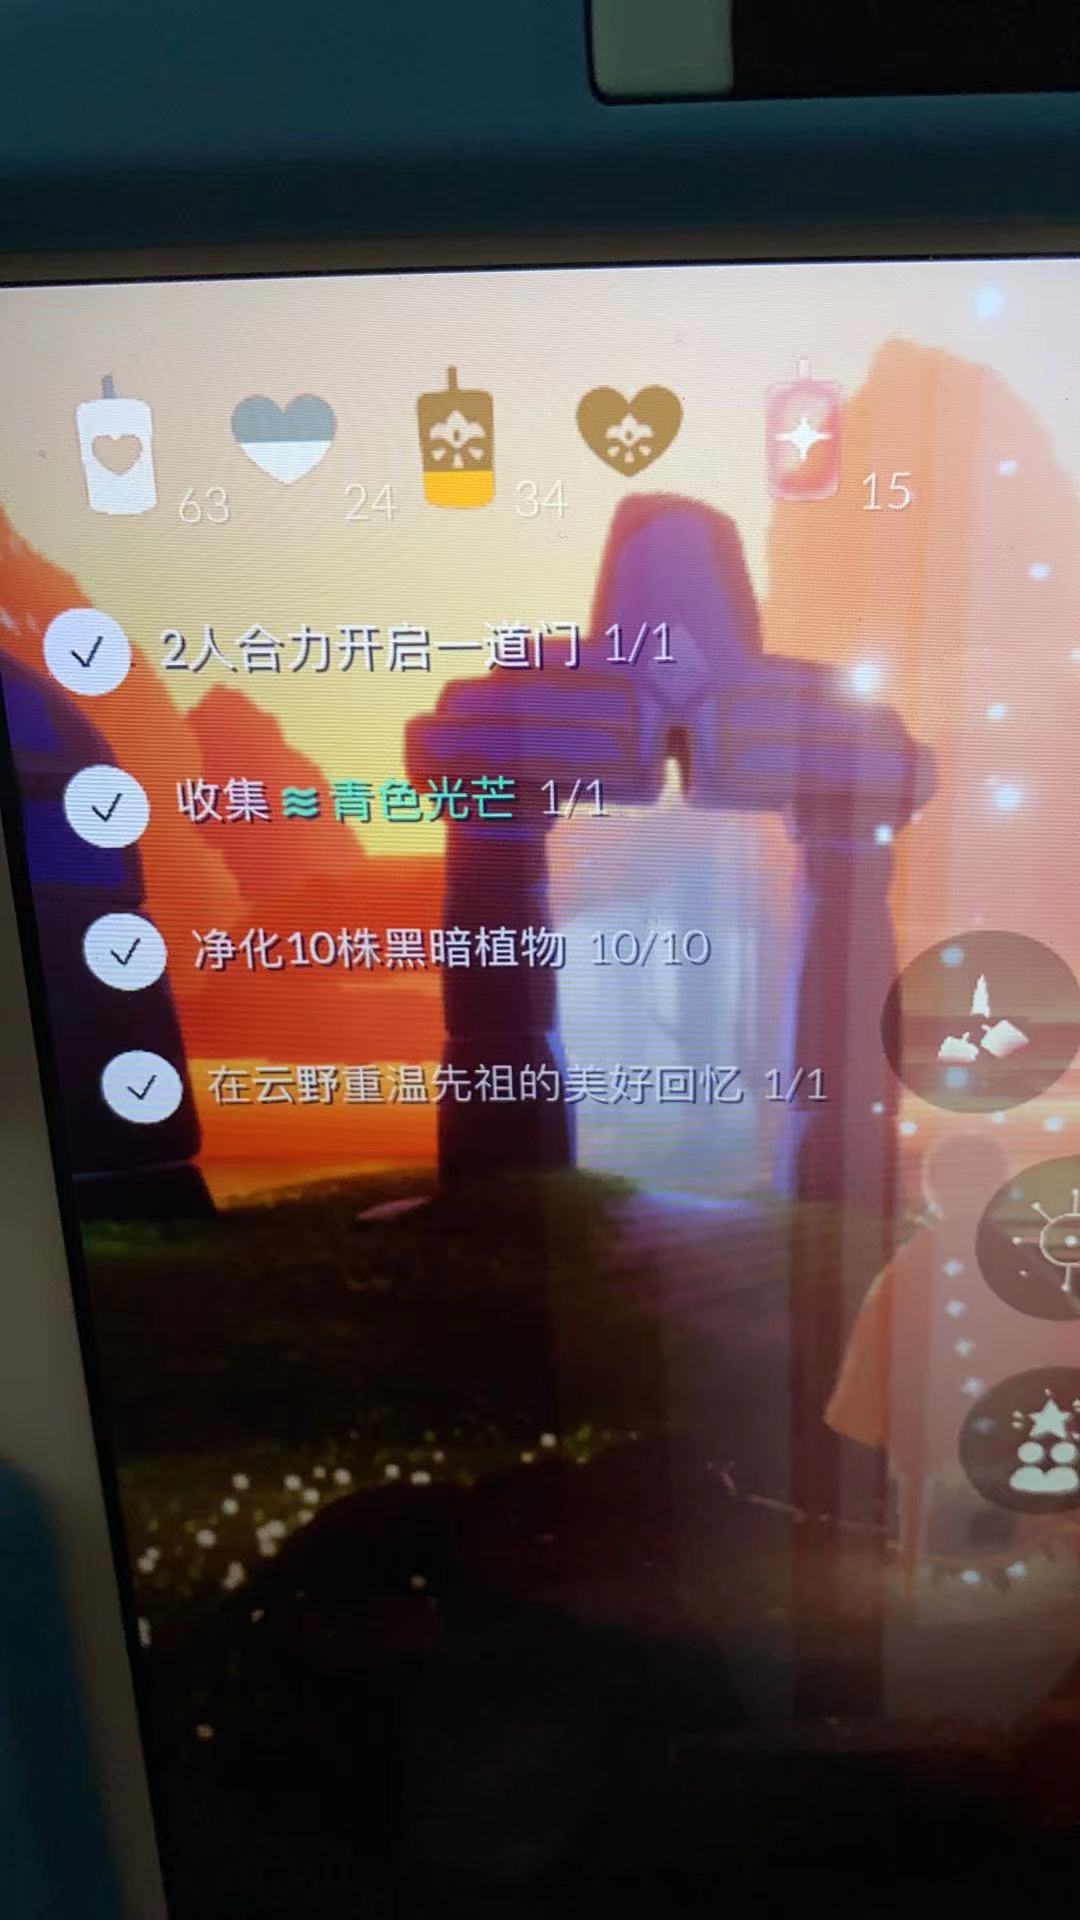 63 24 34 15
2人合力开启一道门 1/1
收集≋青色光芒 1/1
净化10株黑暗植物 10/10
在云野重温先祖的美好回忆 1/1